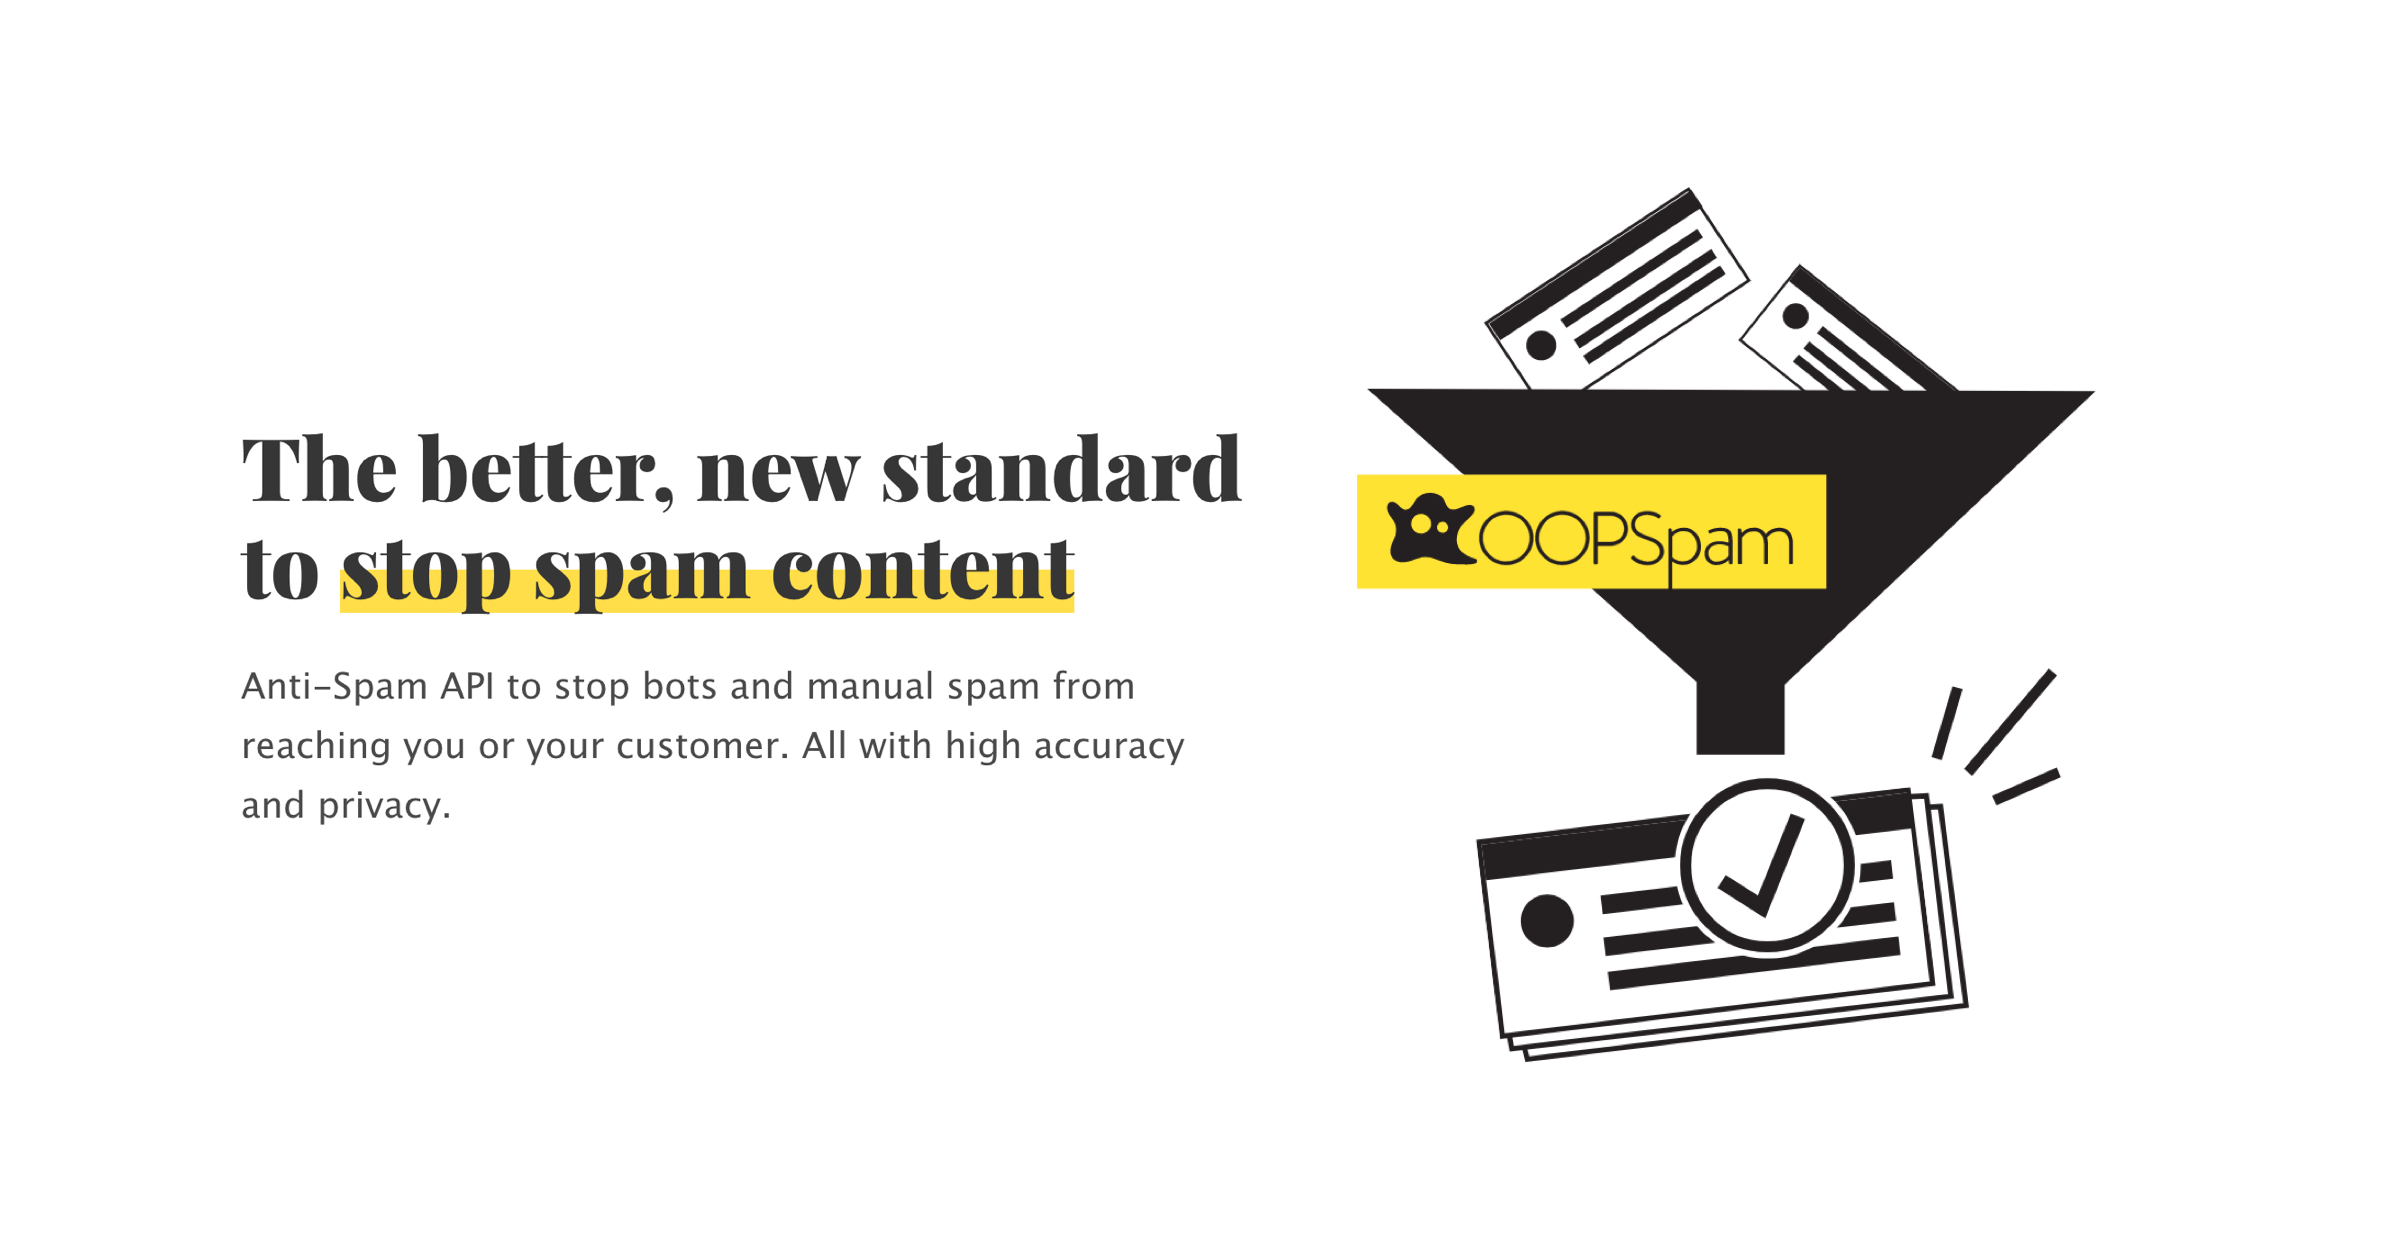 The better, new standard
to stop spam content
Anti-Spam API to stop bots and manual spam from
reaching you or your customer. All with high accuracy
and privacy.
OOPSpam